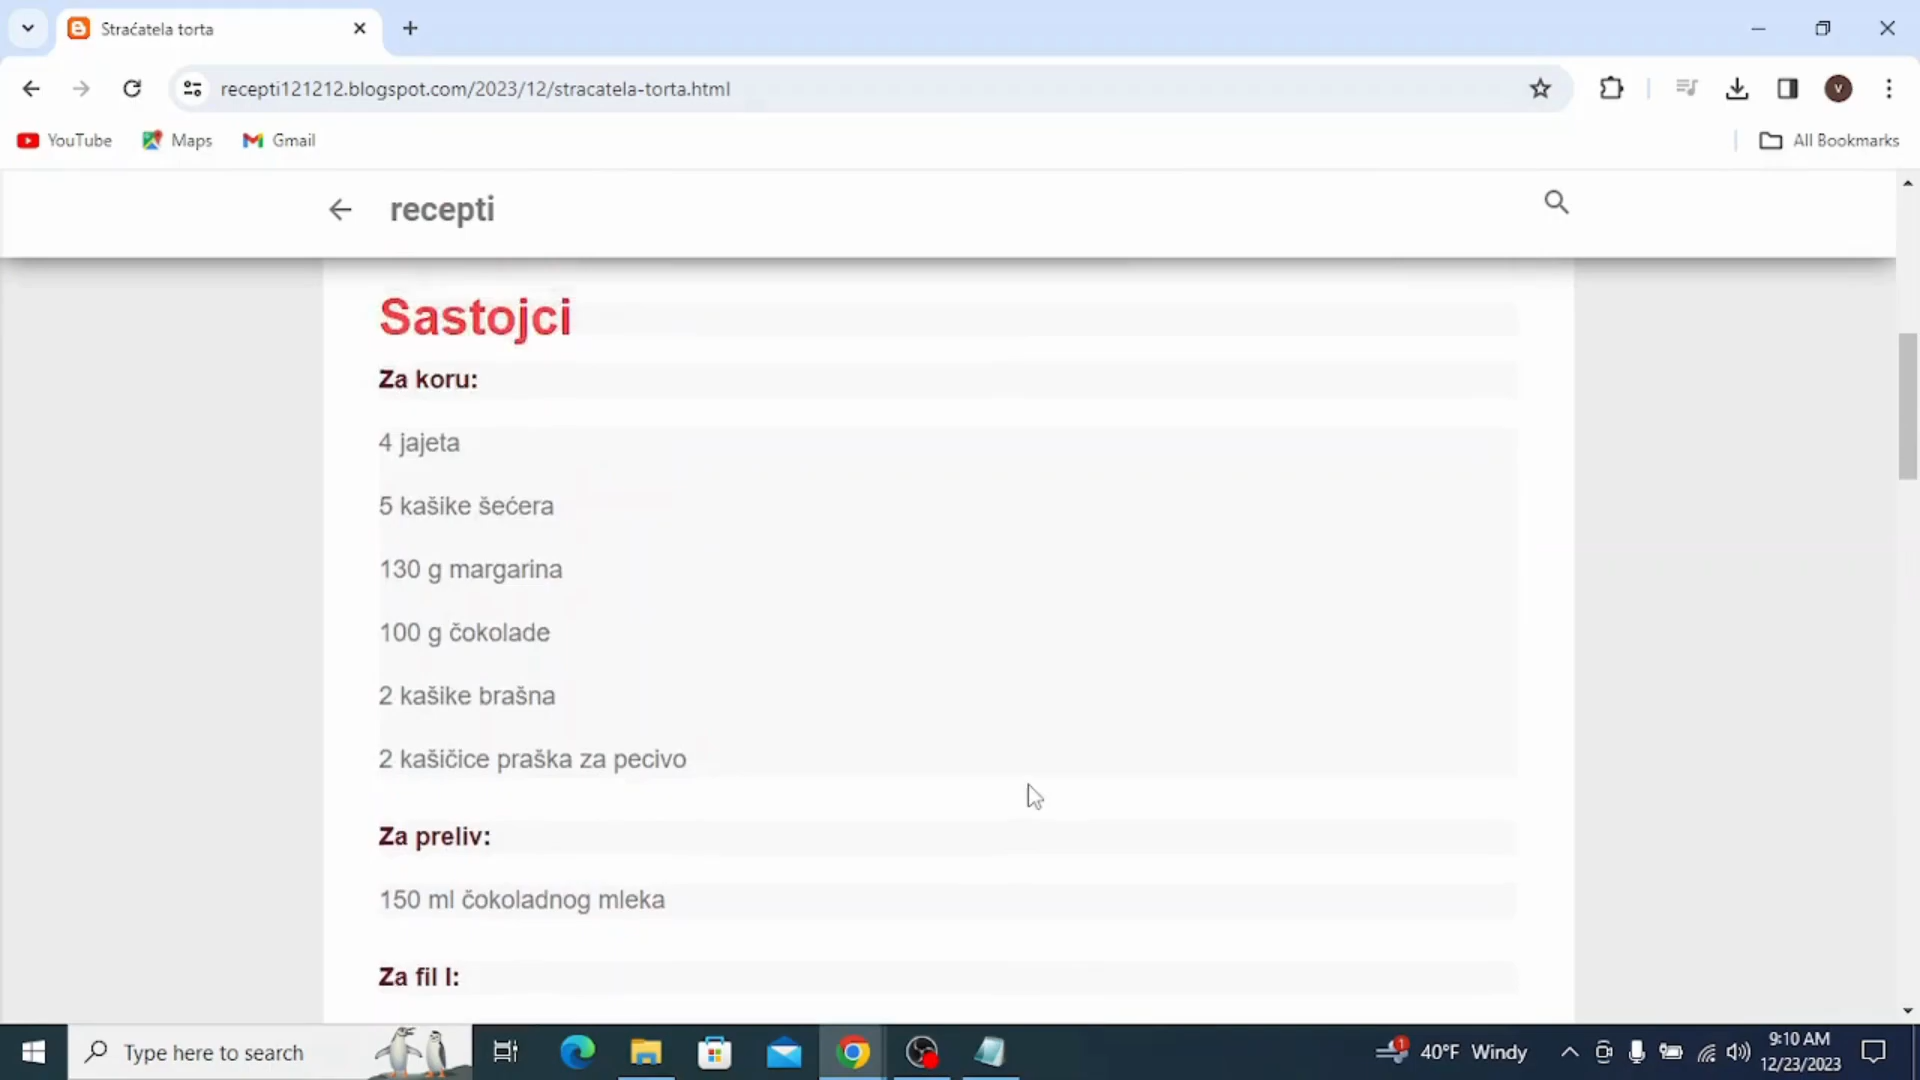 Straćatela torta
recepti121212.blogspot.com/2023/12/stracatela-torta.html
V
YouTube
Maps
Gmail
All Bookmarks
recepti
Sastojci
Za koru:
4 jajeta
5 kašike šećera
130 g margarina
100 g čokolade
2 kašike brašna
2 kašičice praška za pecivo
Za preliv:
150 ml čokoladnog mleka
Za fil I:
Type here to search
1
40°F Windy
9:10 AM
12/23/2023